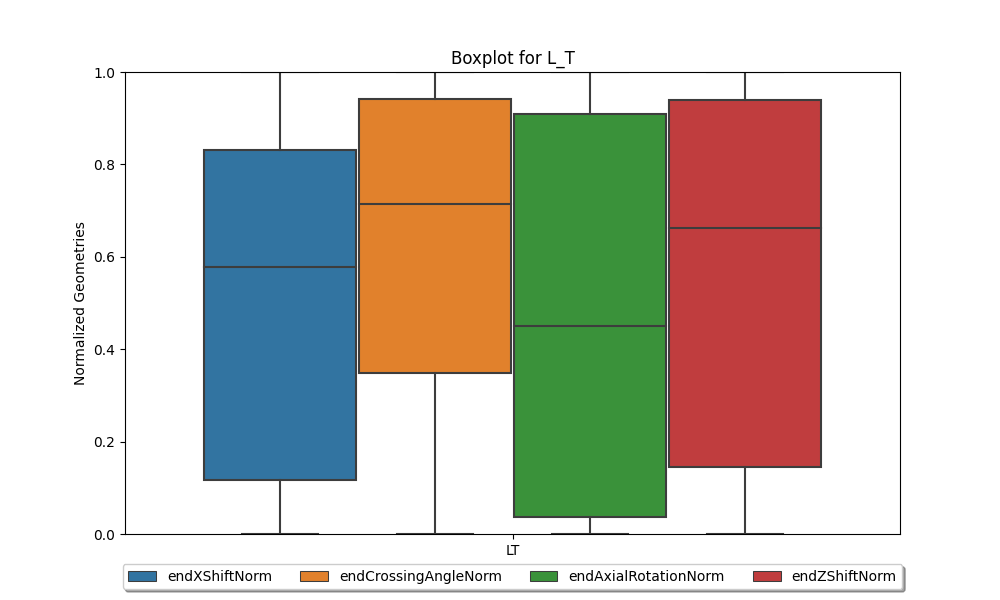 Boxplot for L_T
Normalized Geometries
1.0
0.8
0.6
0.4
0.2
0.0
LT
endXShiftNorm endCrossingAngleNorm endAxialRotationNorm endZShiftNorm